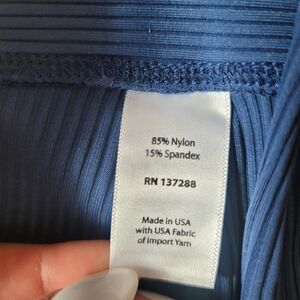 85% Nylon
15% Spandex
RN 137288
Made in USA
with USA Fabric
of Import Yarn